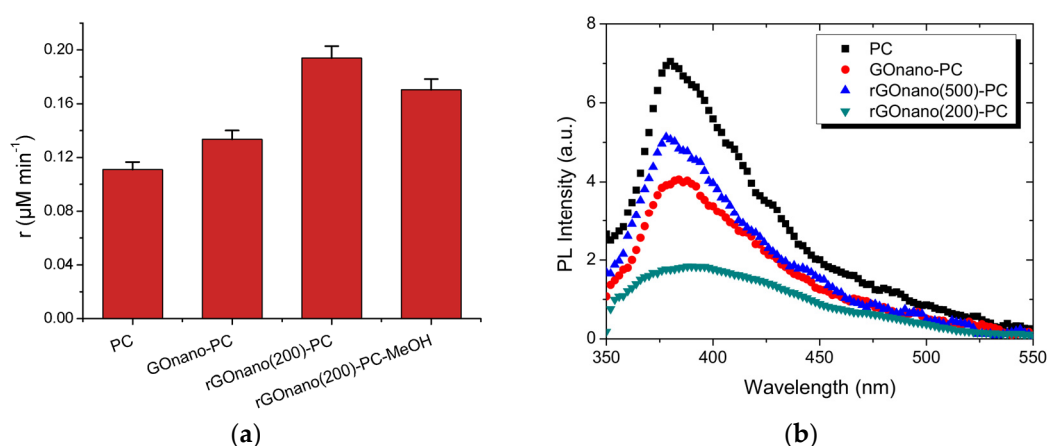 0.20
0.16
0.12
0.08
0.04
0.00
r (µM min⁻¹)
PC
GOnano-PC
rGOnano(200)-PC
rGOnano(200)-PC-MeOH
(a)
8
6
4
2
0
PL Intensity (a.u.)
PC
GOnano-PC
rGOnano(500)-PC
rGOnano(200)-PC
350 400 450 500 550
Wavelength (nm)
(b)